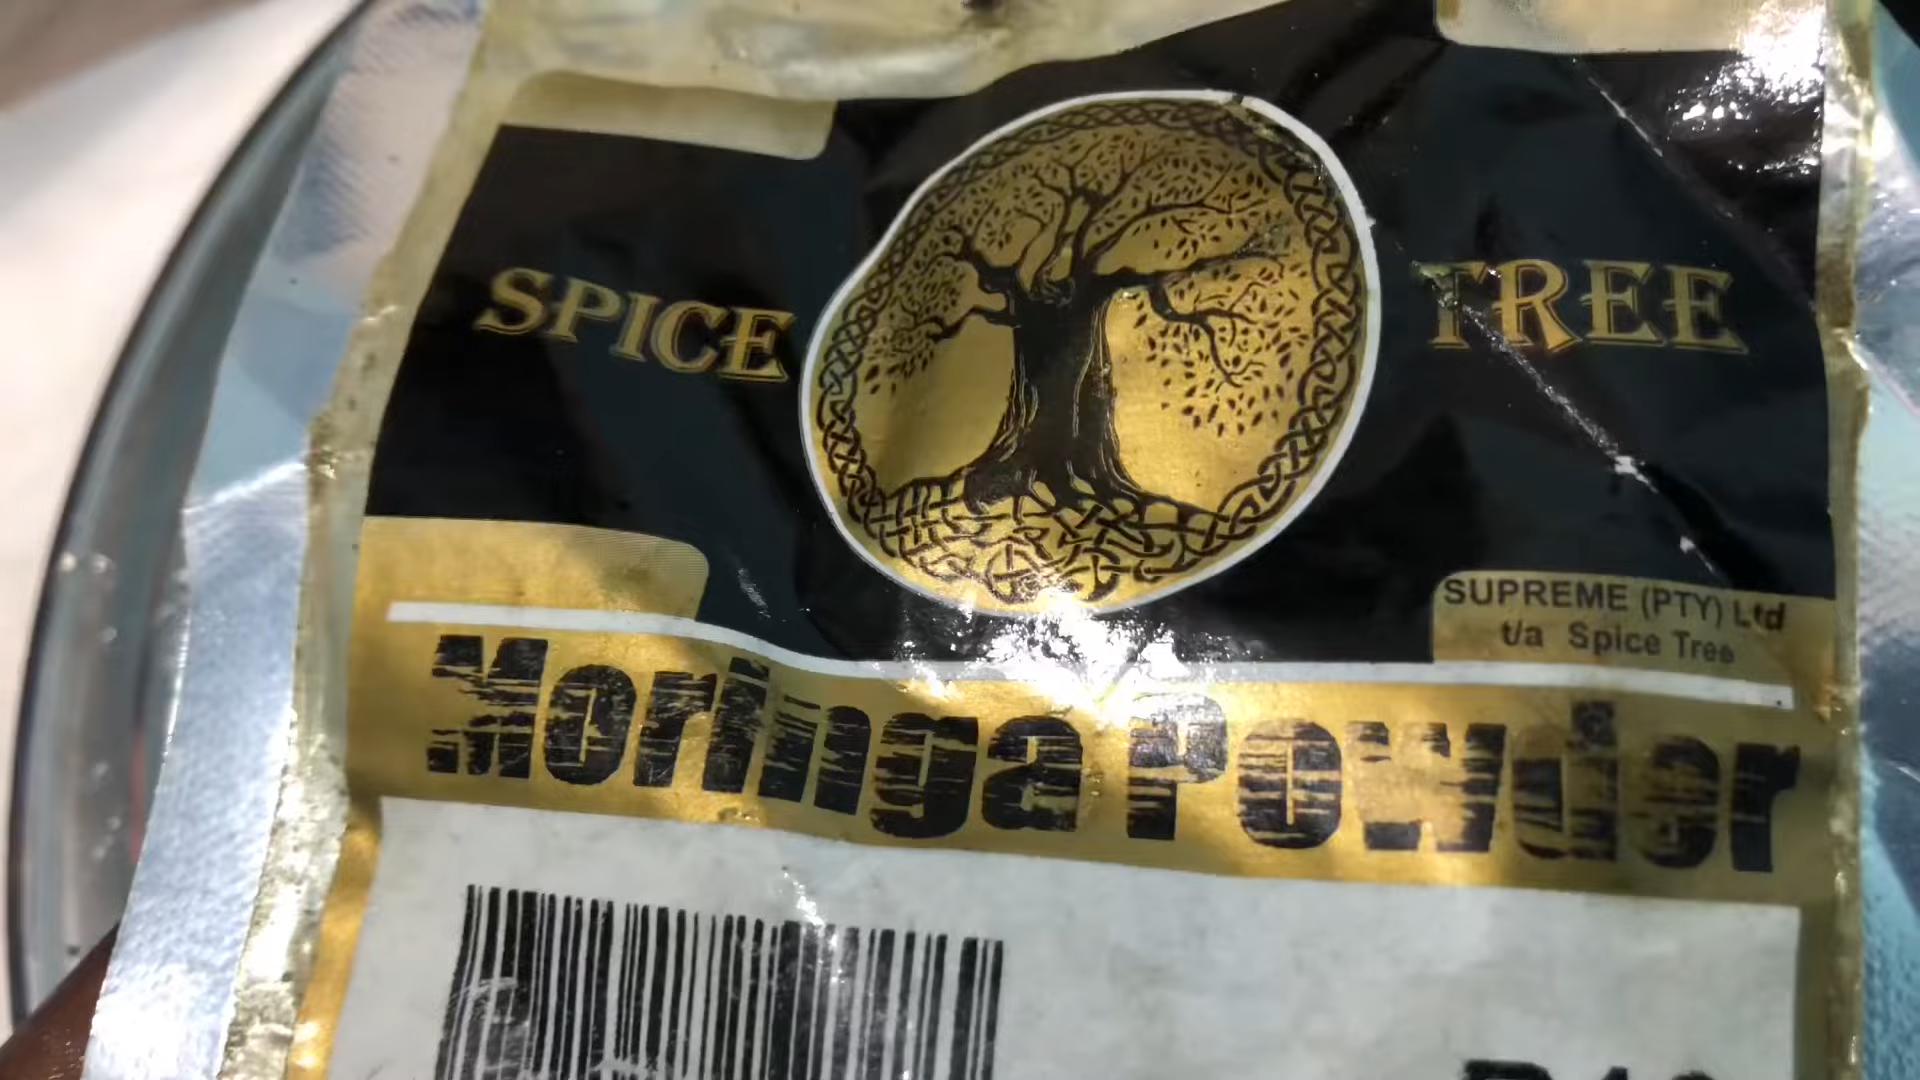 SPICE TREE
SUPREME (PTY) Ltd
t/a Spice Tree
Moringa Powder